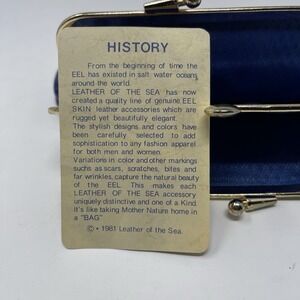 HISTORY
From the beginning of time the
EEL has existed in salt water oceans
around the world.
LEATHER OF THE SEA has now
created a quality line of genuine EEL
SKIN leather accessories which are
rugged yet beautifully elegant.
The stylish designs and colors have
been carefully selected to add
sophistication to any fashion apparel
for both men and women.
Variations in color and other markings
suchs as scars, scratches, bites and
far wrinkles, capture the natural beauty
of the EEL. This makes each
LEATHER OF THE SEA accessory
uniquely distinctive and one of a Kind.
It's like taking Mother Nature home in
a "BAG"
© • 1981 Leather of the Sea.